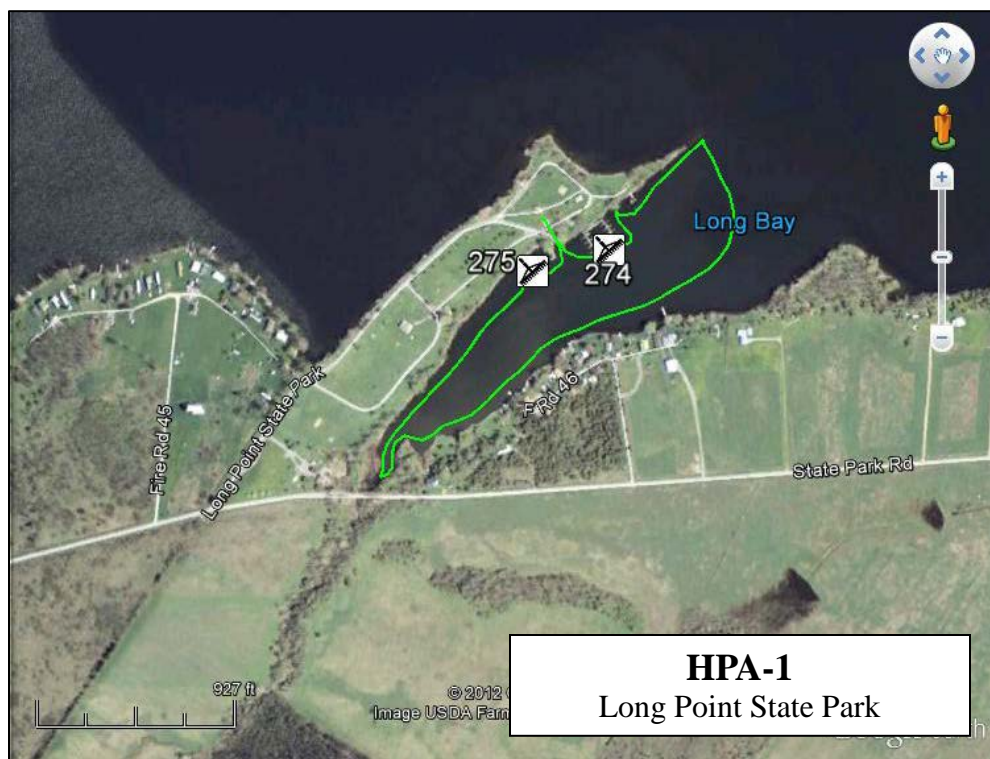 Long Bay
275
274
F Rd 46
Fire Rd 45
Long Point State Park
State Park Rd
927 ft
© 2012
Image USDA Farm
HPA-1
Long Point State Park